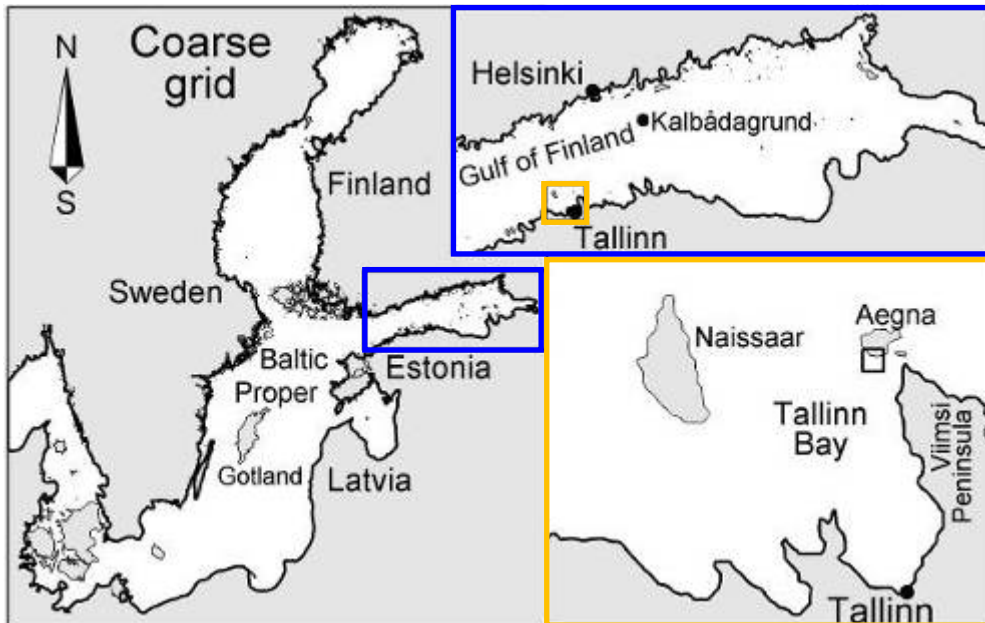 N
S
Coarse
grid
Finland
Sweden
Baltic
Proper
Estonia
Gotland
Latvia
Helsinki
Kalbådagrund
Gulf of Finland
Tallinn
Naissaar
Aegna
Tallinn
Bay
Viimsi
Peninsula
Tallinn